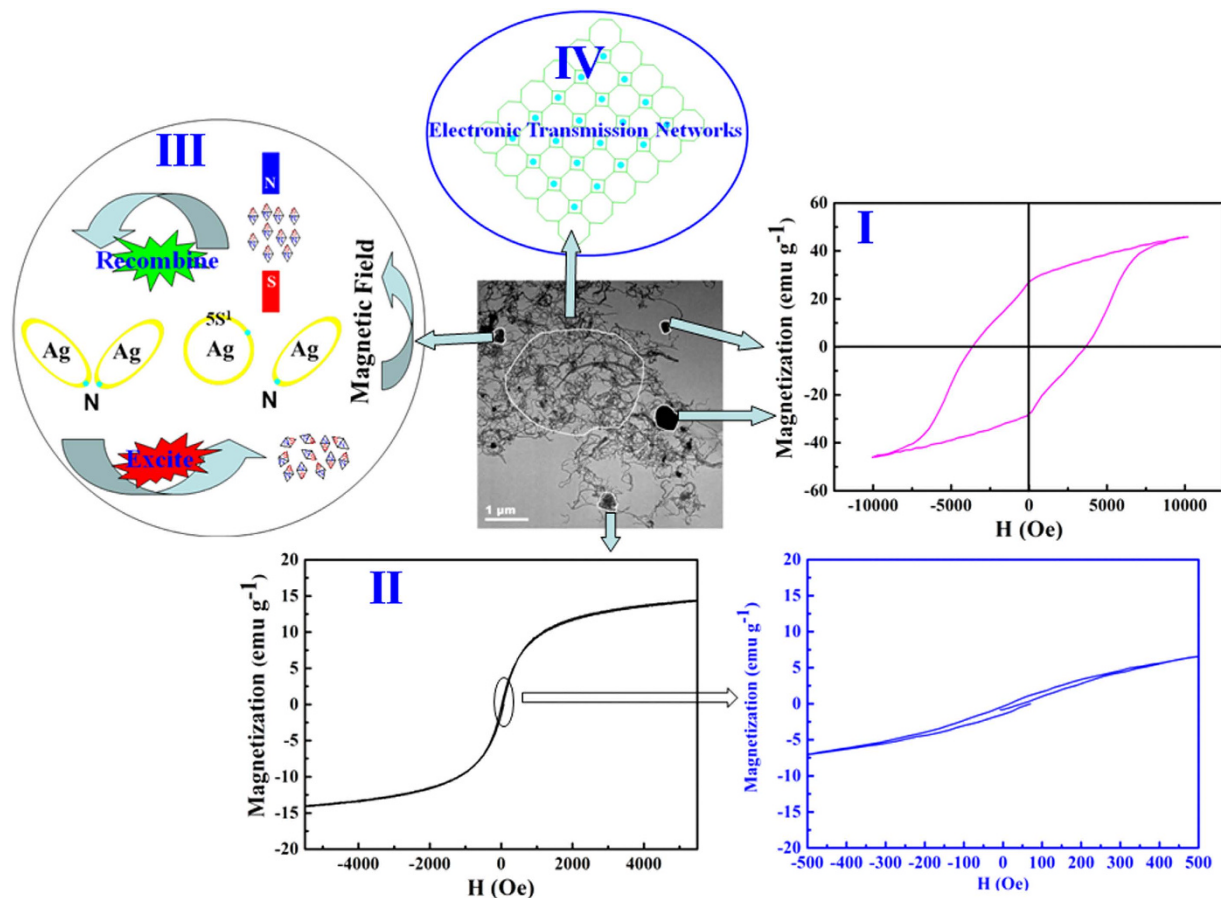 IV
Electronic Transmission Networks
III
N
Recombine
S
5S¹
Ag Ag Ag Ag
N N
Magnetic Field
Excite
1 μm
I
Magnetization (emu g⁻¹)
60
40
20
0
-20
-40
-60
-10000 -5000 0 5000 10000
H (Oe)
II
Magnetization (emu g⁻¹)
20
15
10
5
0
-5
-10
-15
-20
-4000 -2000 0 2000 4000
H (Oe)
Magnetization (emu g⁻¹)
20
15
10
5
0
-5
-10
-15
-20
-500 -400 -300 -200 -100 0 100 200 300 400 500
H (Oe)